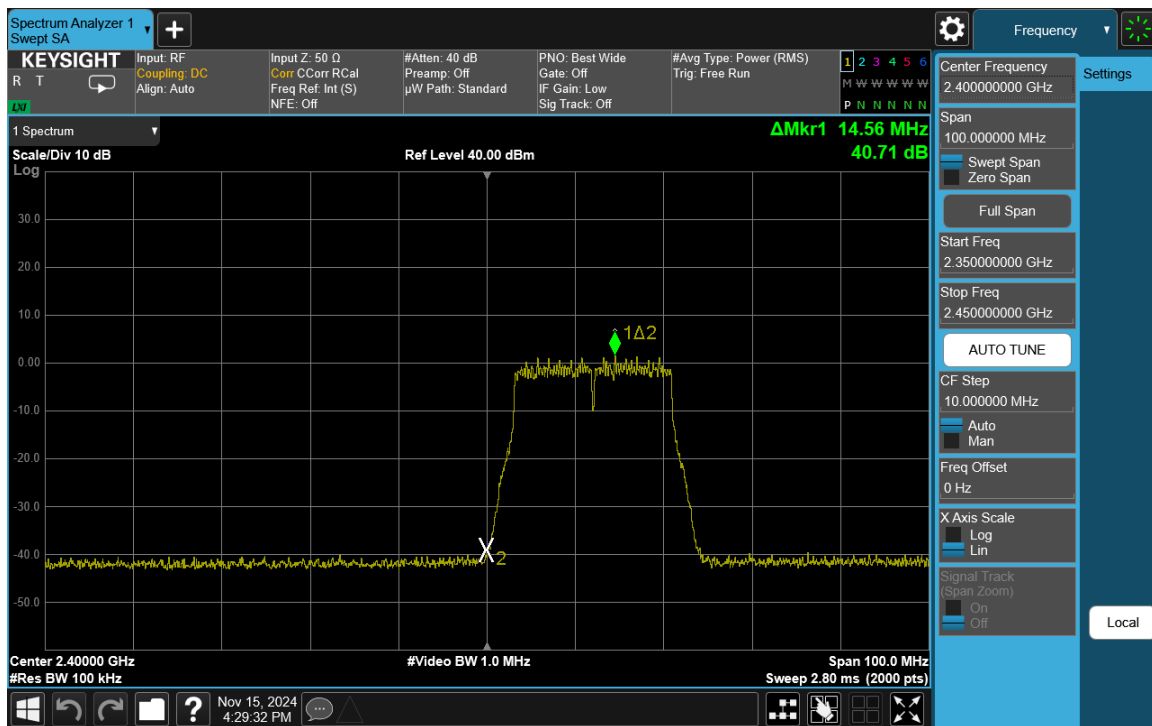 Spectrum Analyzer 1
Swept SA
Frequency
KEYSIGHT
R T
LXI
Input: RF
Coupling: DC
Align: Auto
Input Z: 50 Ω
Corr CCorr RCal
Freq Ref: Int (S)
NFE: Off
#Atten: 40 dB
Preamp: Off
µW Path: Standard
PNO: Best Wide
Gate: Off
IF Gain: Low
Sig Track: Off
#Avg Type: Power (RMS)
Trig: Free Run
1 2 3 4 5 6
M W W W W W
P N N N N N
1 Spectrum
Scale/Div 10 dB
Log
Ref Level 40.00 dBm
ΔMkr1 14.56 MHz
40.71 dB
30.0
20.0
10.0
0.00
-10.0
-20.0
-30.0
-40.0
-50.0
1Δ2
2
Center 2.40000 GHz
#Res BW 100 kHz
#Video BW 1.0 MHz
Span 100.0 MHz
Sweep 2.80 ms (2000 pts)
Center Frequency
2.400000000 GHz
Span
100.000000 MHz
Swept Span
Zero Span
Full Span
Start Freq
2.350000000 GHz
Stop Freq
2.450000000 GHz
AUTO TUNE
CF Step
10.000000 MHz
Auto
Man
Freq Offset
0 Hz
X Axis Scale
Log
Lin
Signal Track
(Span Zoom)
On
Off
Settings
Local
?
Nov 15, 2024
4:29:32 PM